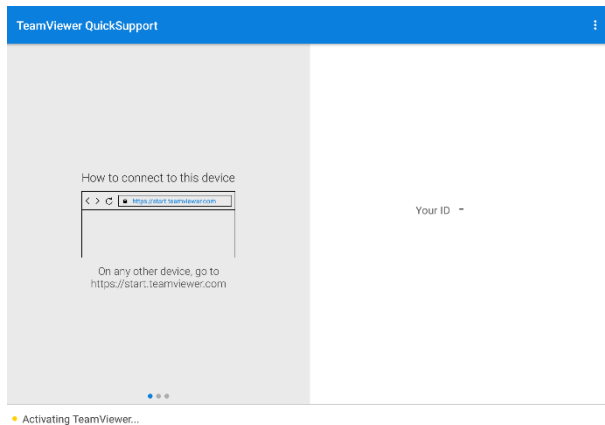 TeamViewer QuickSupport
How to connect to this device
https://start.teamviewer.com
On any other device, go to
https://start.teamviewer.com
Your ID -
Activating TeamViewer...